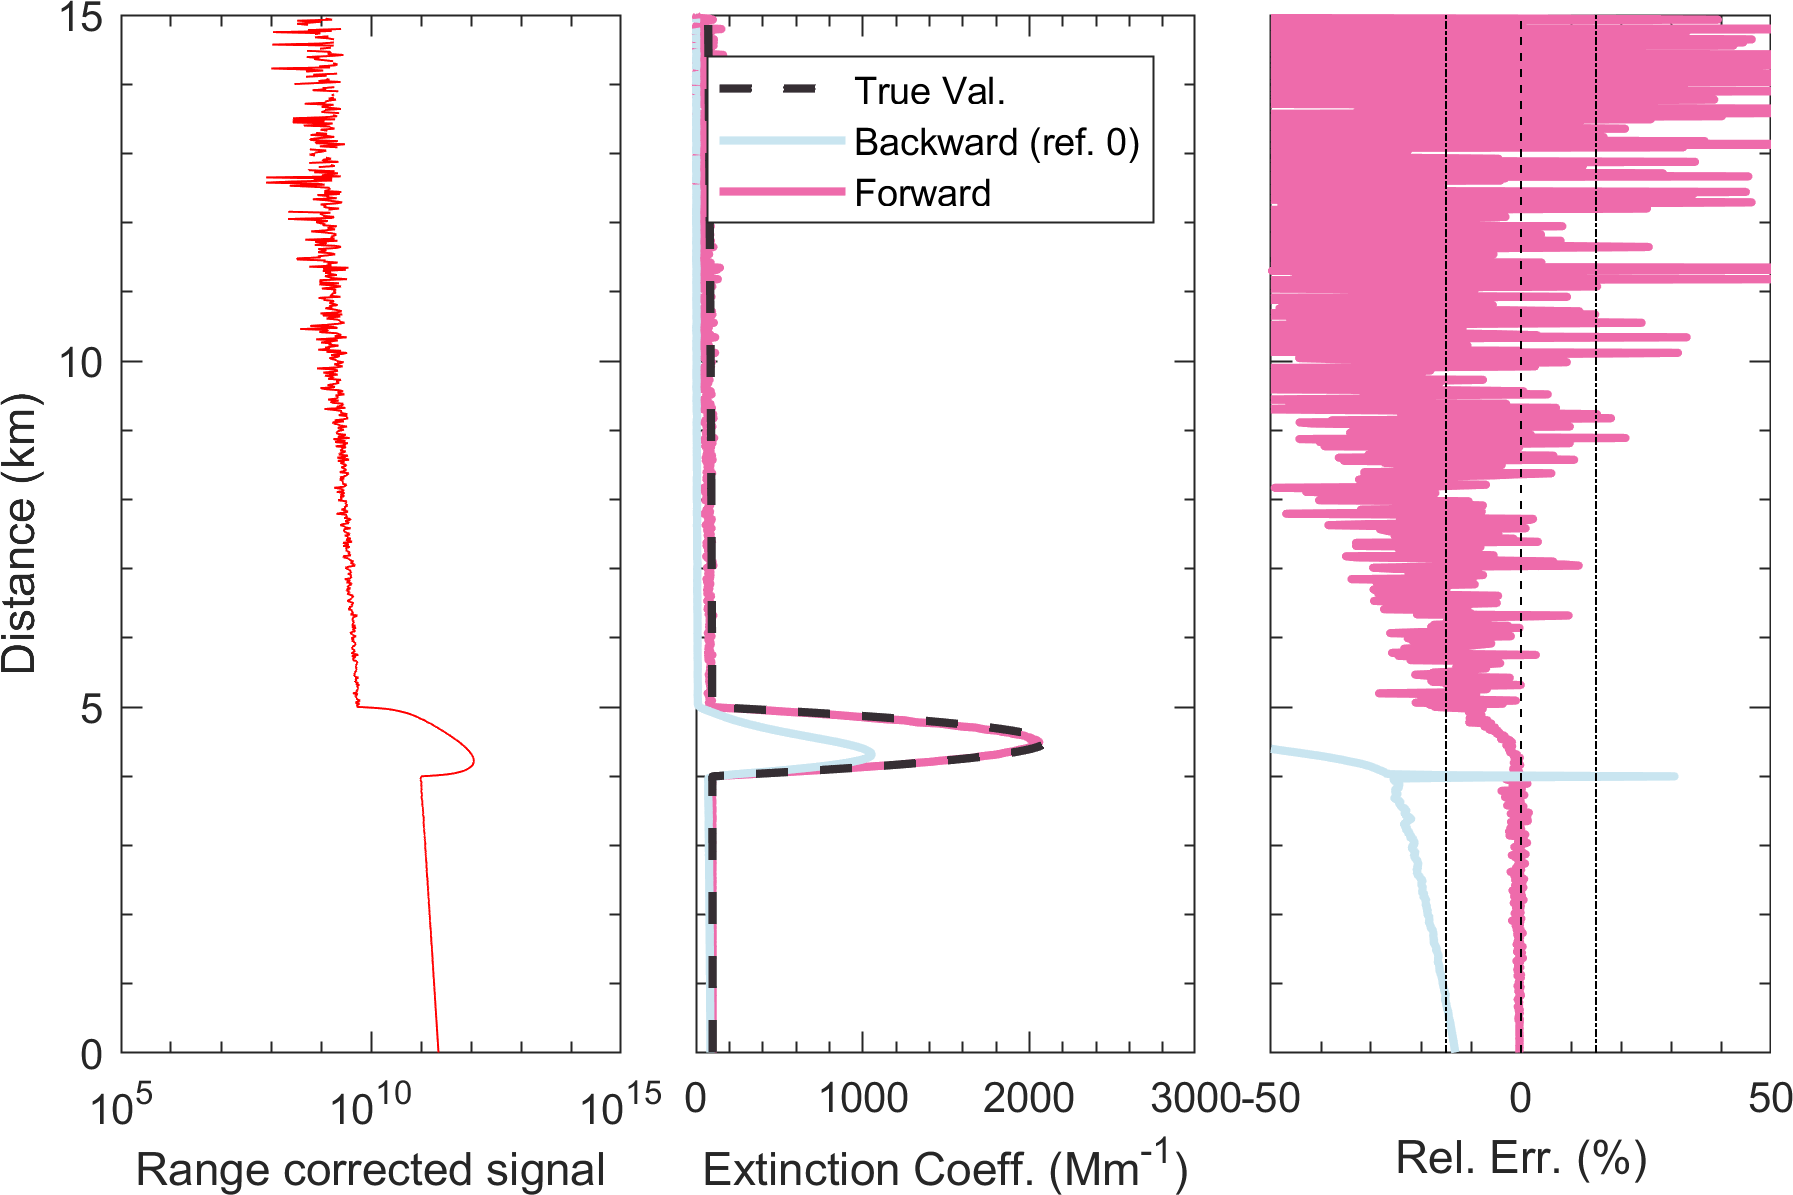 15
10
5
0
Distance (km)
10^5
10^10
10^15
Range corrected signal
True Val.
Backward (ref. 0)
Forward
0
1000
2000
3000
Extinction Coeff. (Mm^-1)
-50
0
50
Rel. Err. (%)